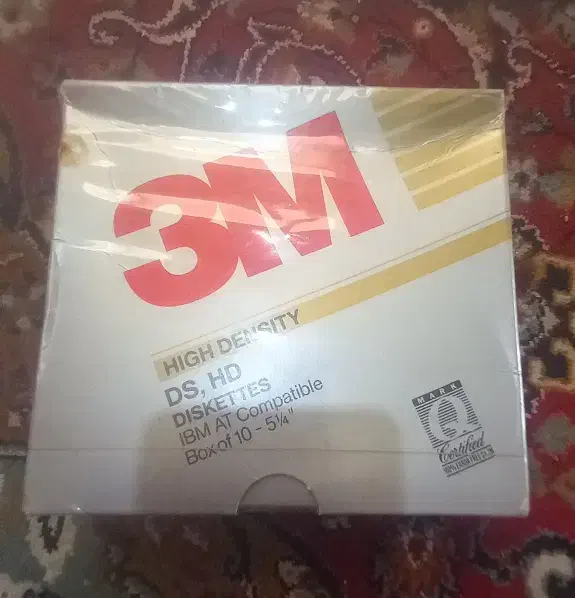 3M
HIGH DENSITY
DS, HD
DISKETTES
IBM AT Compatible
Box of 10 - 5¼"
MARK
Q
Certified